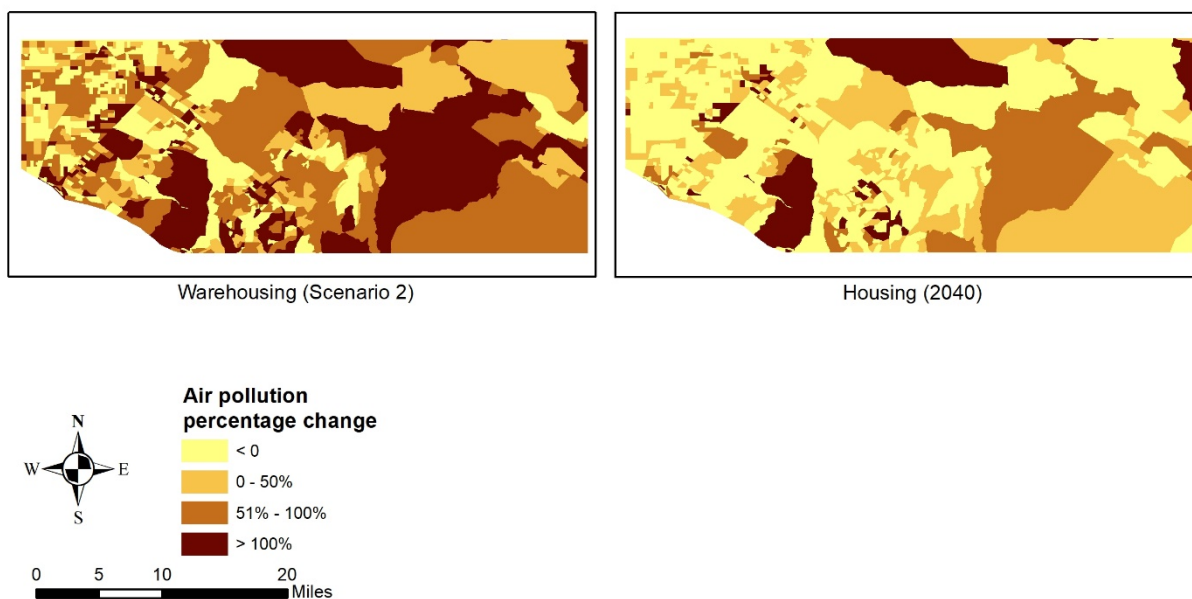 Warehousing (Scenario 2)
Housing (2040)
Air pollution
percentage change
< 0
0 - 50%
51% - 100%
> 100%
N
W E
S
0 5 10 20
Miles